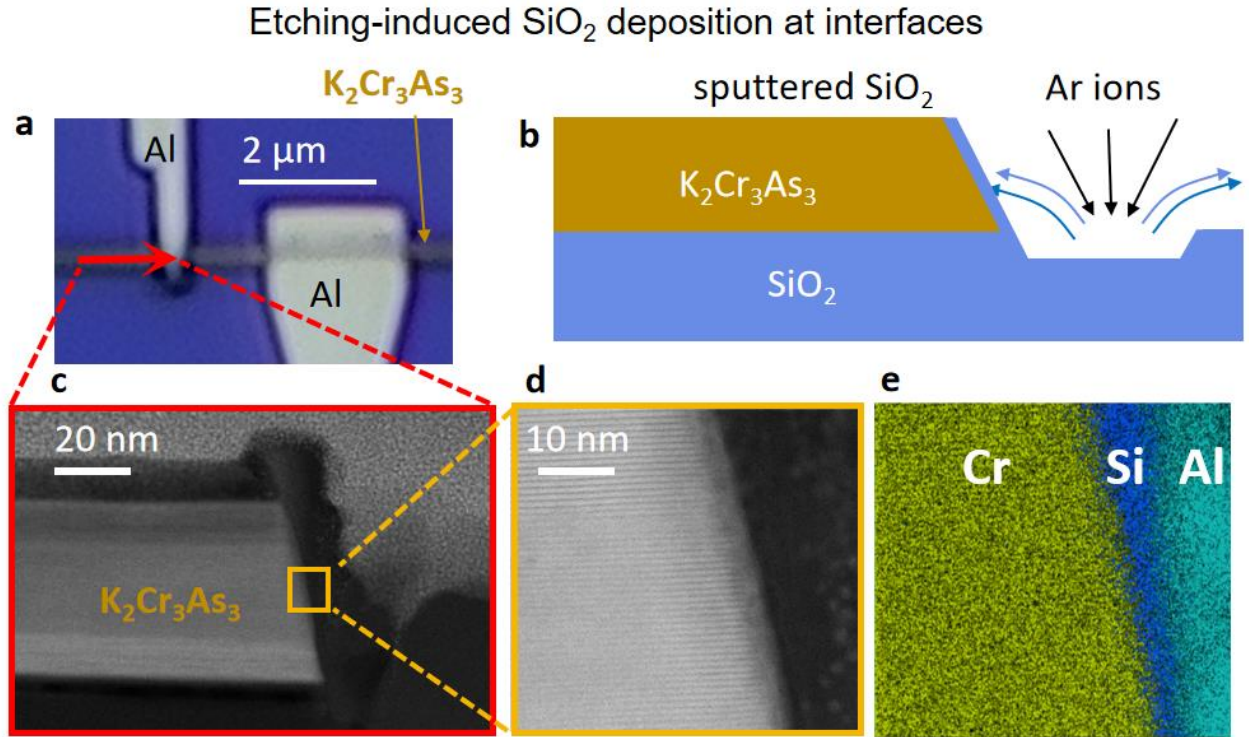 Etching-induced SiO₂ deposition at interfaces
K₂Cr₃As₃
a
Al
2 μm
Al
b
sputtered SiO₂
Ar ions
K₂Cr₃As₃
SiO₂
c
20 nm
K₂Cr₃As₃
d
10 nm
e
Cr
Si
Al